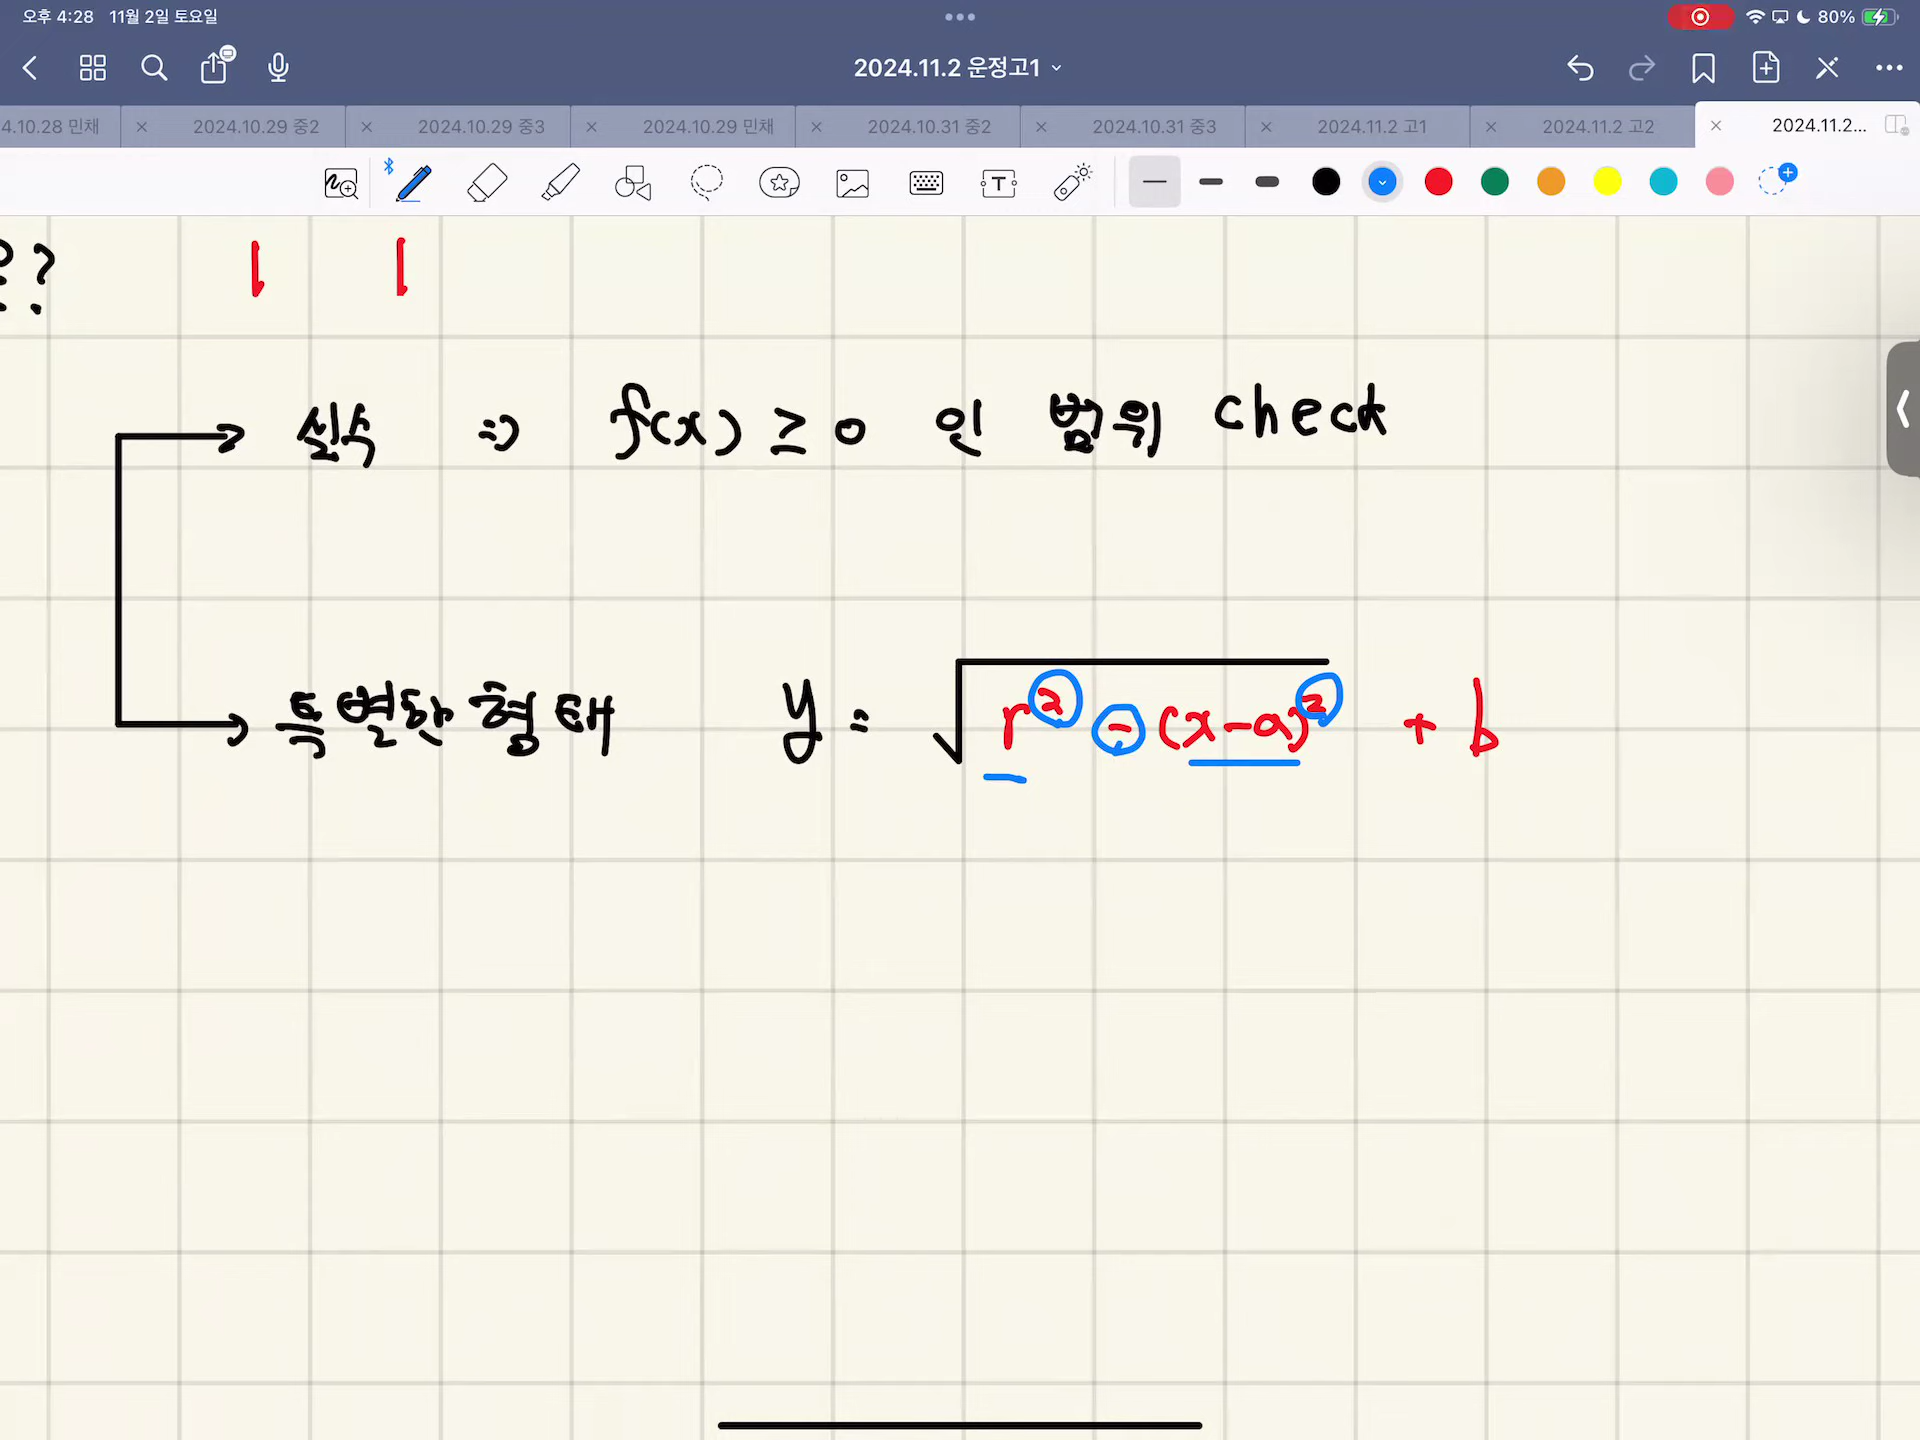 오후 4:28 11월 2일 토요일
80%
2024.11.2 운정고1
4.10.28 민채
2024.10.29 중2
2024.10.29 중3
2024.10.29 민채
2024.10.31 중2
2024.10.31 중3
2024.11.2 고1
2024.11.2 고2
2024.11.2...
실수 ⇒ f(x) ≥ 0 인 범위 check
특별한 형태 y = √(r² - (x-a)²) + b